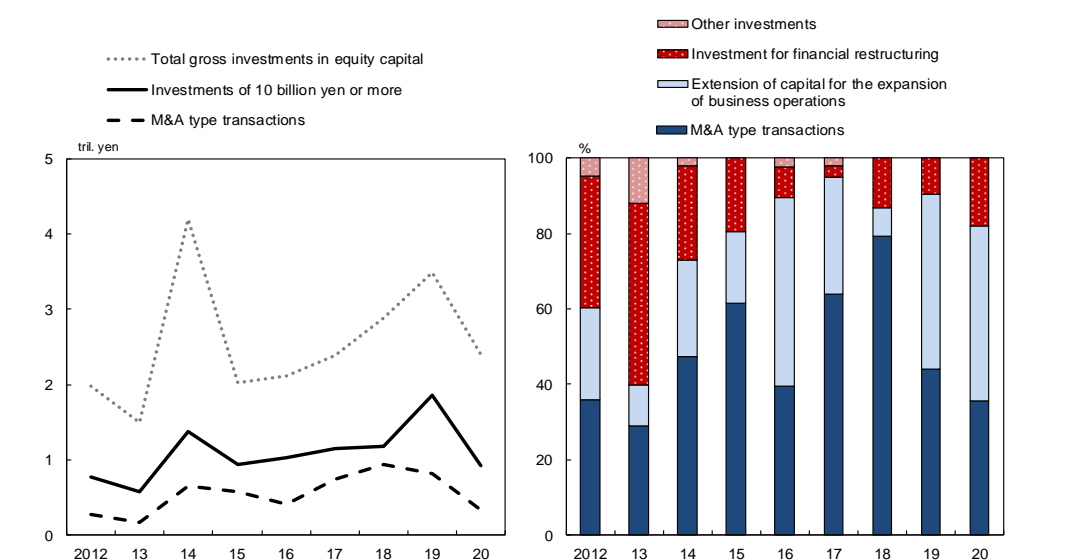 Total gross investments in equity capital
Investments of 10 billion yen or more
M&A type transactions
tril. yen
5
4
3
2
1
0
2012 13 14 15 16 17 18 19 20
Other investments
Investment for financial restructuring
Extension of capital for the expansion
of business operations
M&A type transactions
%
100
80
60
40
20
0
2012 13 14 15 16 17 18 19 20